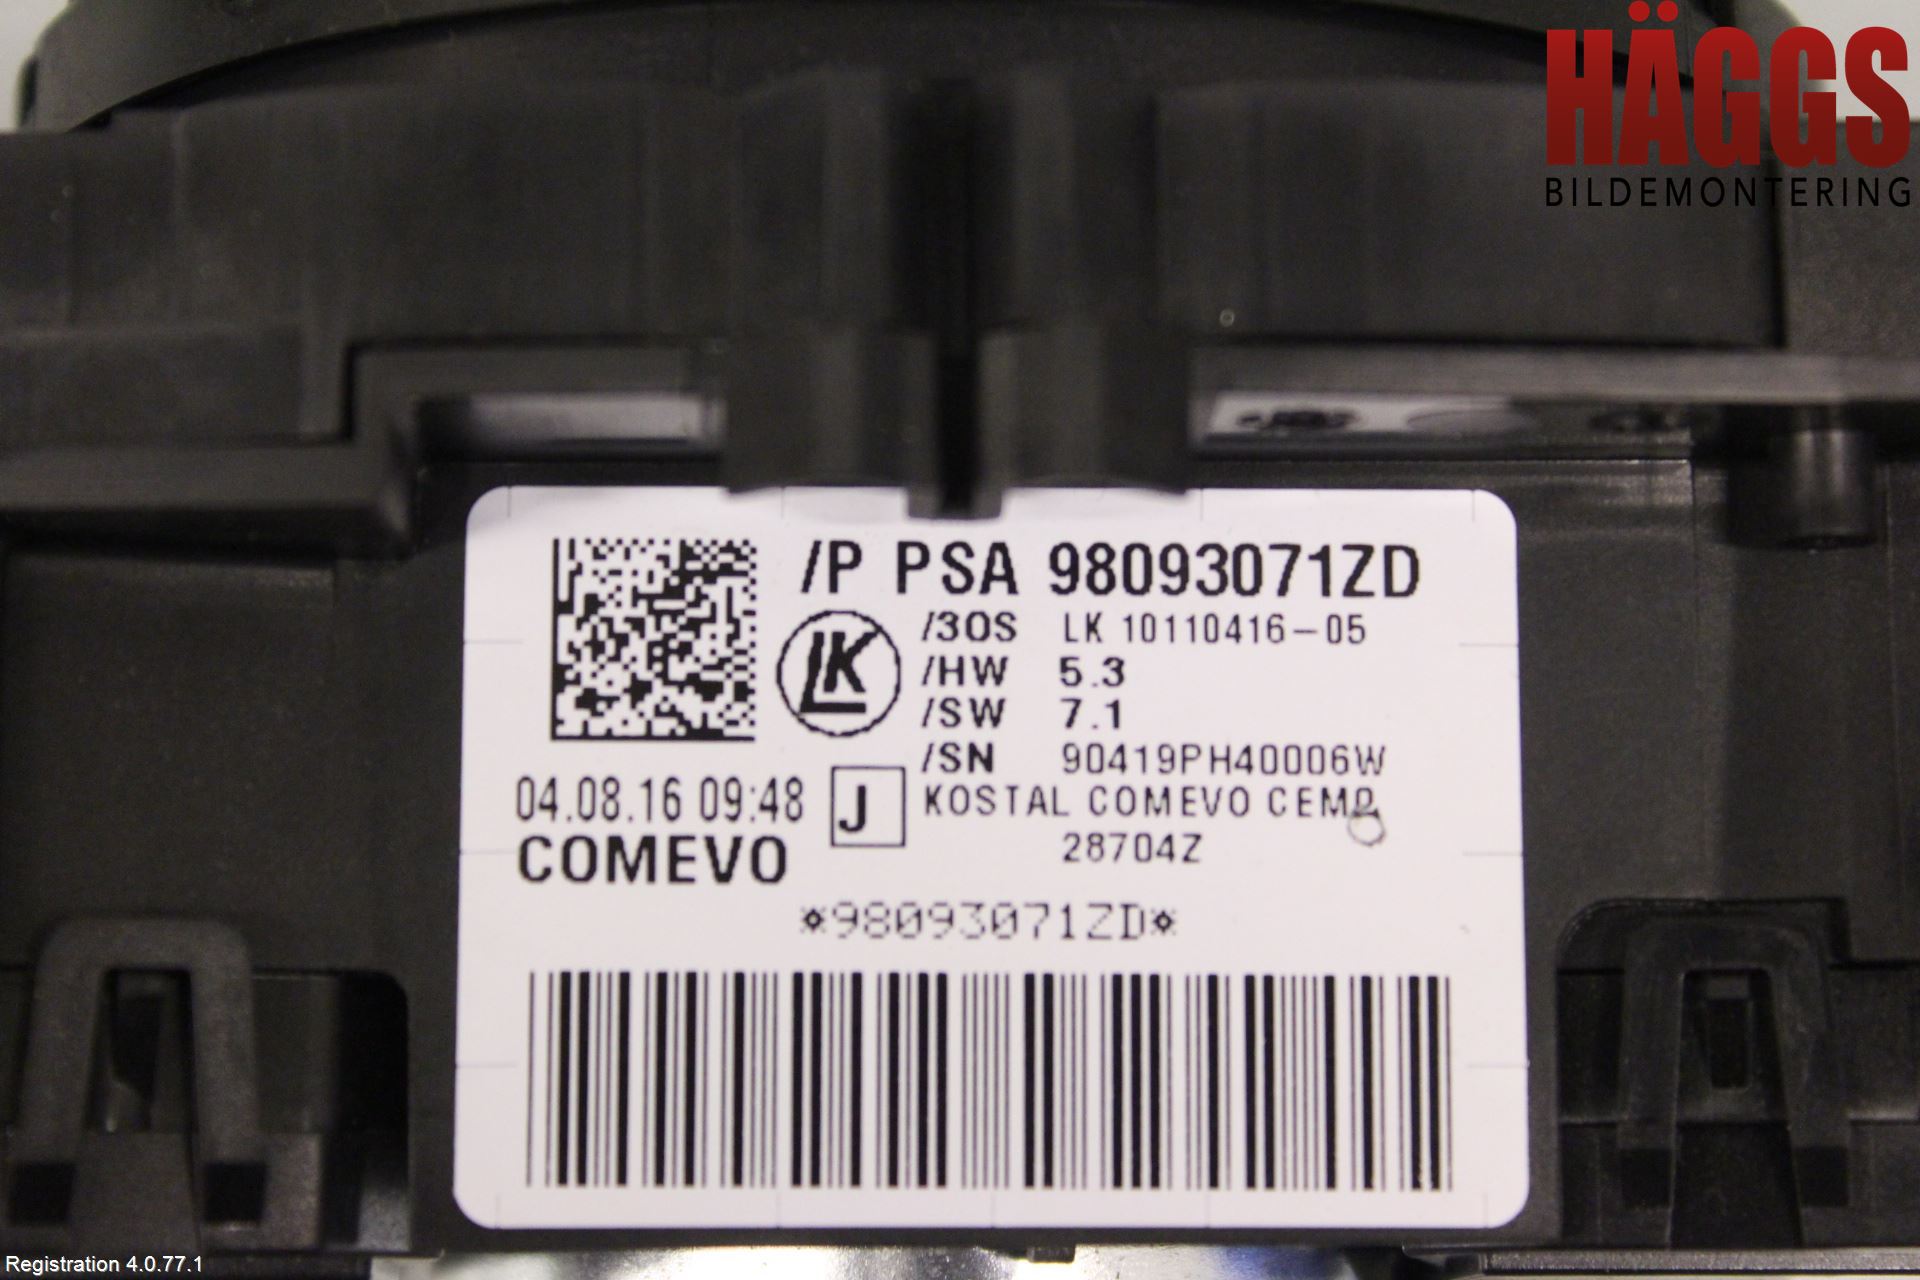 HÄGGS
BILDEMONTERING
/P PSA 98093071ZD
LK
/3OS LK 10110416-05
/HW 5.3
/SW 7.1
/SN 90419PH40006W
04.08.16 09:48
J
KOSTAL COMEVO CEMP
28704Z
COMEVO
*98093071ZD*
Registration 4.0.77.1